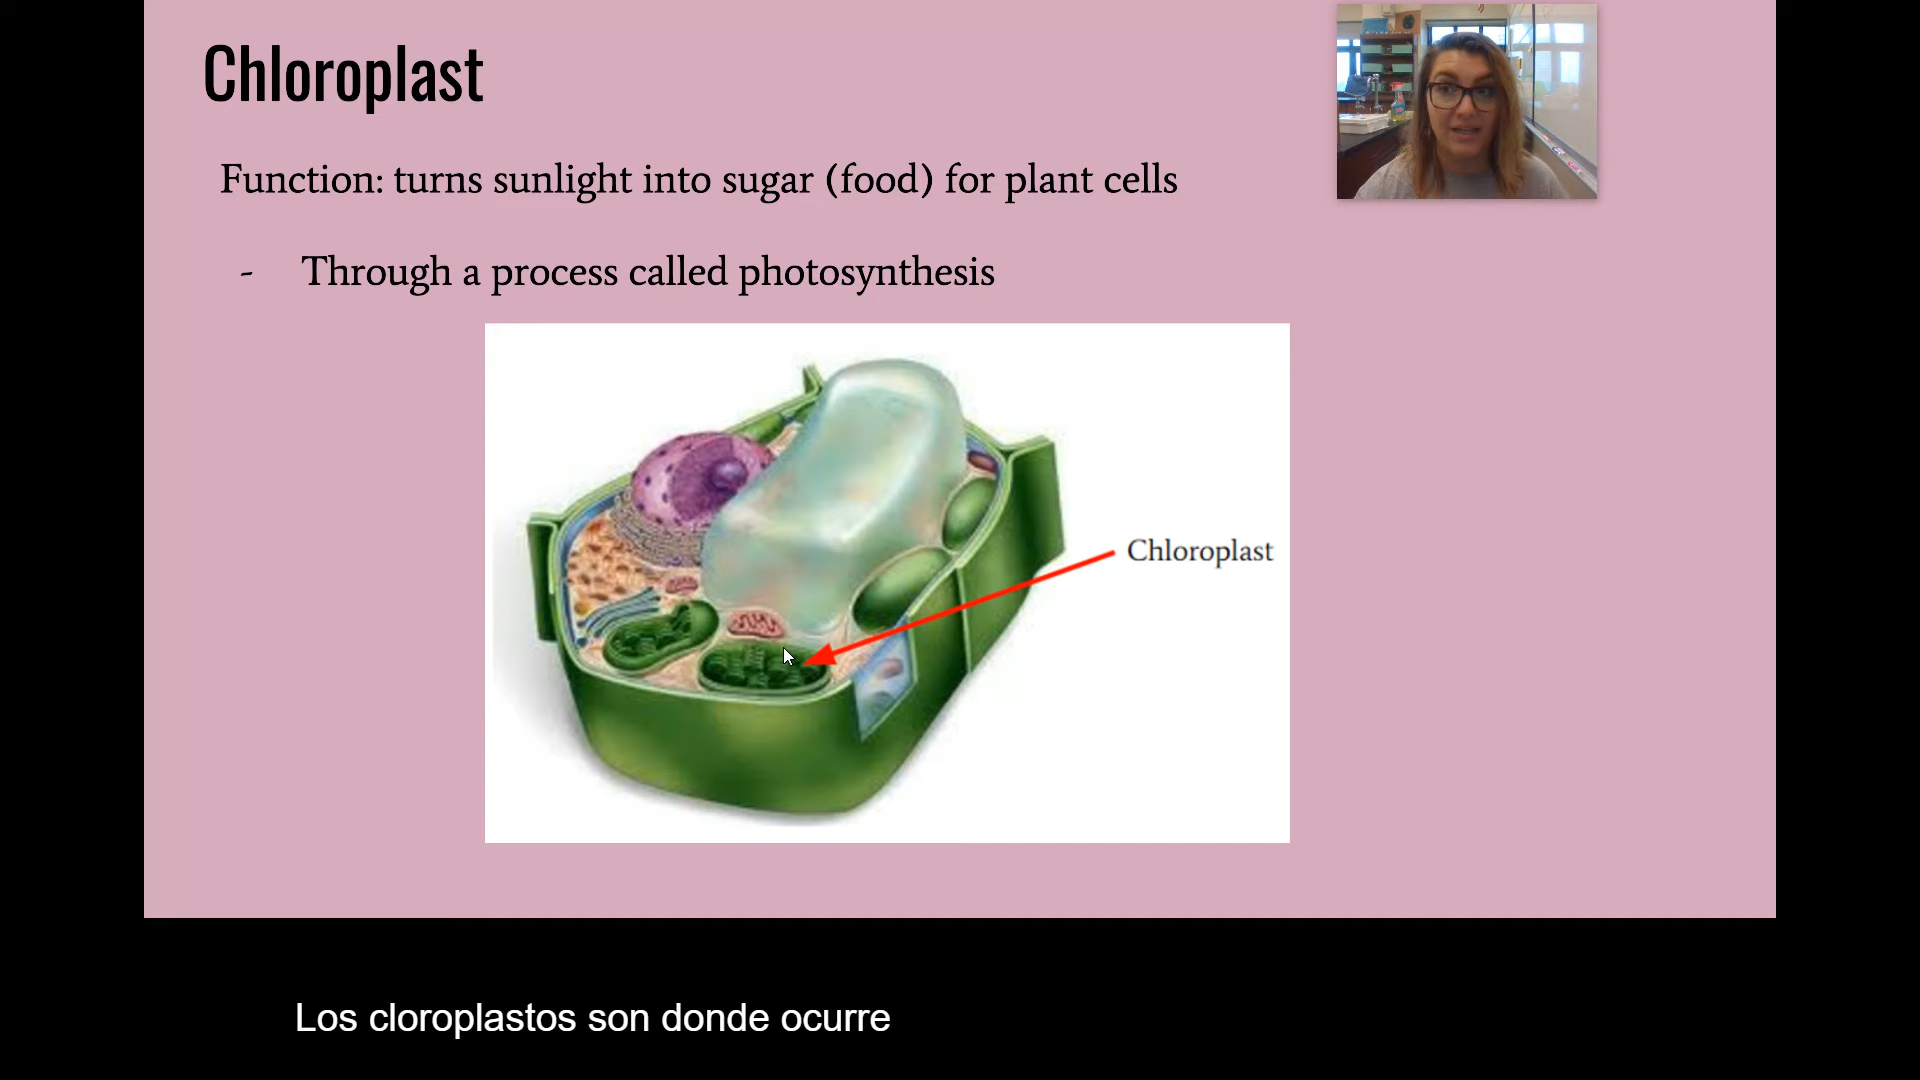 Chloroplast
Function: turns sunlight into sugar (food) for plant cells
- Through a process called photosynthesis
Chloroplast
Los cloroplastos son donde ocurre